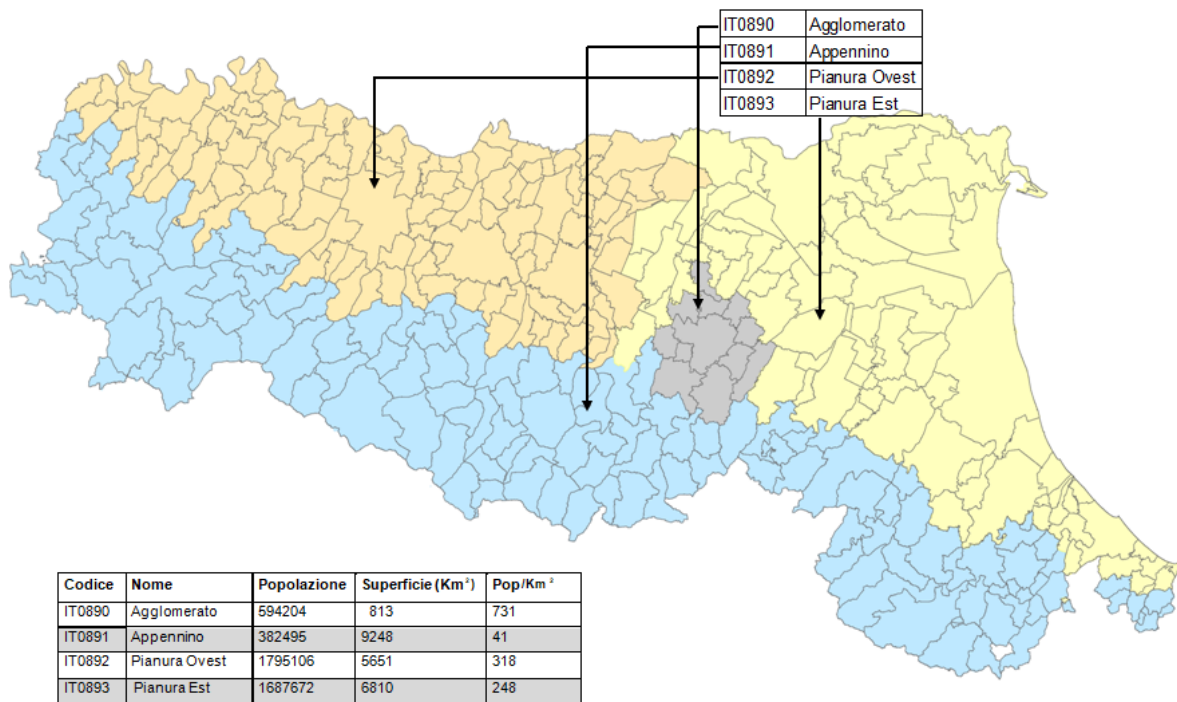 IT0890 Agglomerato
IT0891 Appennino
IT0892 Pianura Ovest
IT0893 Pianura Est
Codice Nome Popolazione Superficie (Km²) Pop/Km²
IT0890 Agglomerato 594204 813 731
IT0891 Appennino 382495 9248 41
IT0892 Pianura Ovest 1795106 5651 318
IT0893 Pianura Est 1687672 6810 248